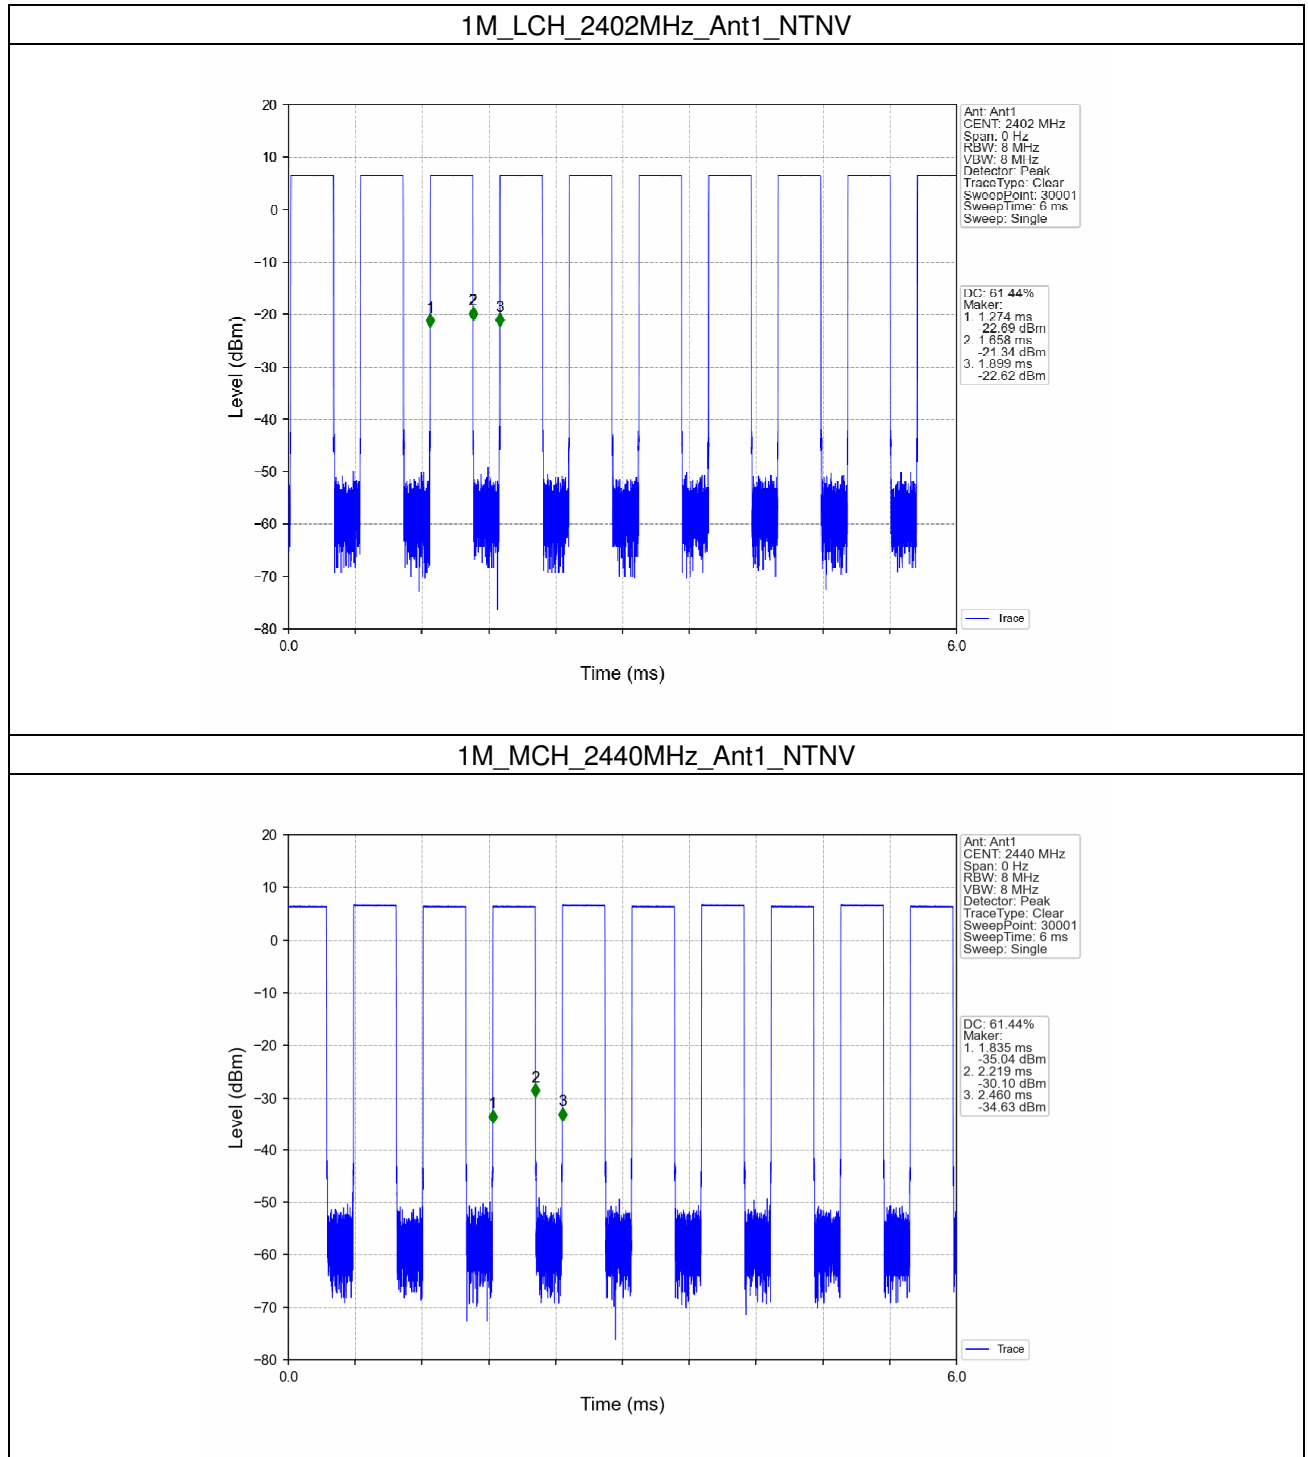 1M_LCH_2402MHz_Ant1_NTNV
20
10
0
−10
−20
−30
−40
−50
−60
−70
−80
Level (dBm)
0.0
6.0
Time (ms)
1
2
3
Ant: Ant1
CENT: 2402 MHz
Span: 0 Hz
RBW: 8 MHz
VBW: 8 MHz
Detector: Peak
TraceType: Clear
SweepPoint: 30001
SweepTime: 6 ms
Sweep: Single
DC: 61.44%
Maker:
1. 1.274 ms
-22.69 dBm
2. 1.658 ms
-21.34 dBm
3. 1.899 ms
-22.62 dBm
Trace
1M_MCH_2440MHz_Ant1_NTNV
20
10
0
−10
−20
−30
−40
−50
−60
−70
−80
Level (dBm)
0.0
6.0
Time (ms)
1
2
3
Ant: Ant1
CENT: 2440 MHz
Span: 0 Hz
RBW: 8 MHz
VBW: 8 MHz
Detector: Peak
TraceType: Clear
SweepPoint: 30001
SweepTime: 6 ms
Sweep: Single
DC: 61.44%
Maker:
1. 1.835 ms
-35.04 dBm
2. 2.219 ms
-30.10 dBm
3. 2.460 ms
-34.63 dBm
Trace